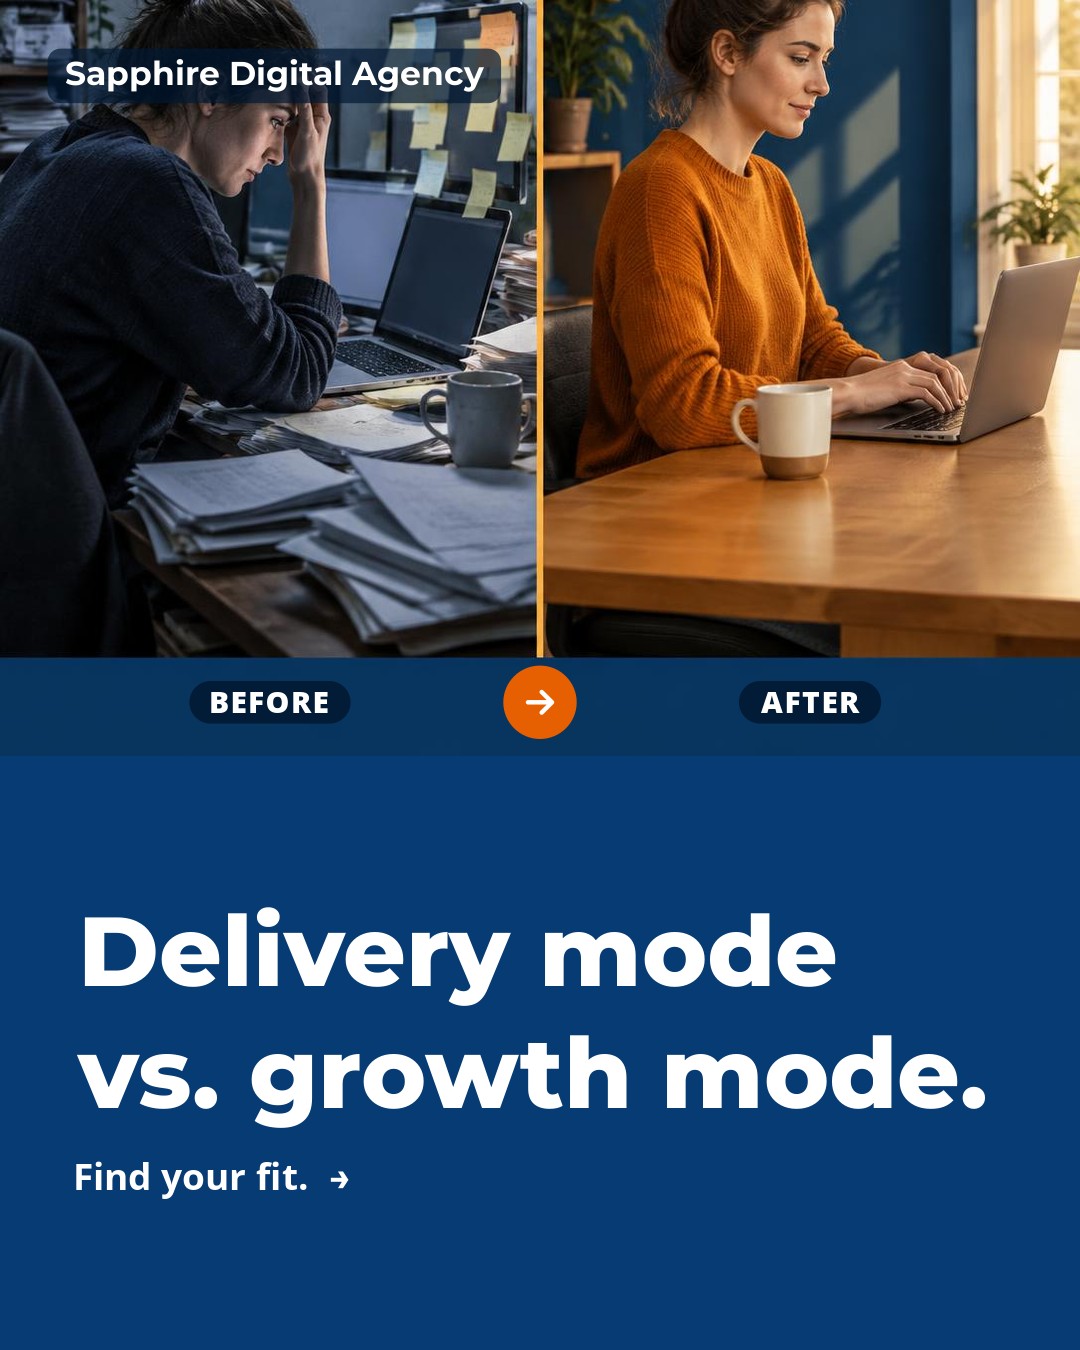 Sapphire Digital Agency
BEFORE → AFTER
Delivery mode
vs. growth mode.
Find your fit. →